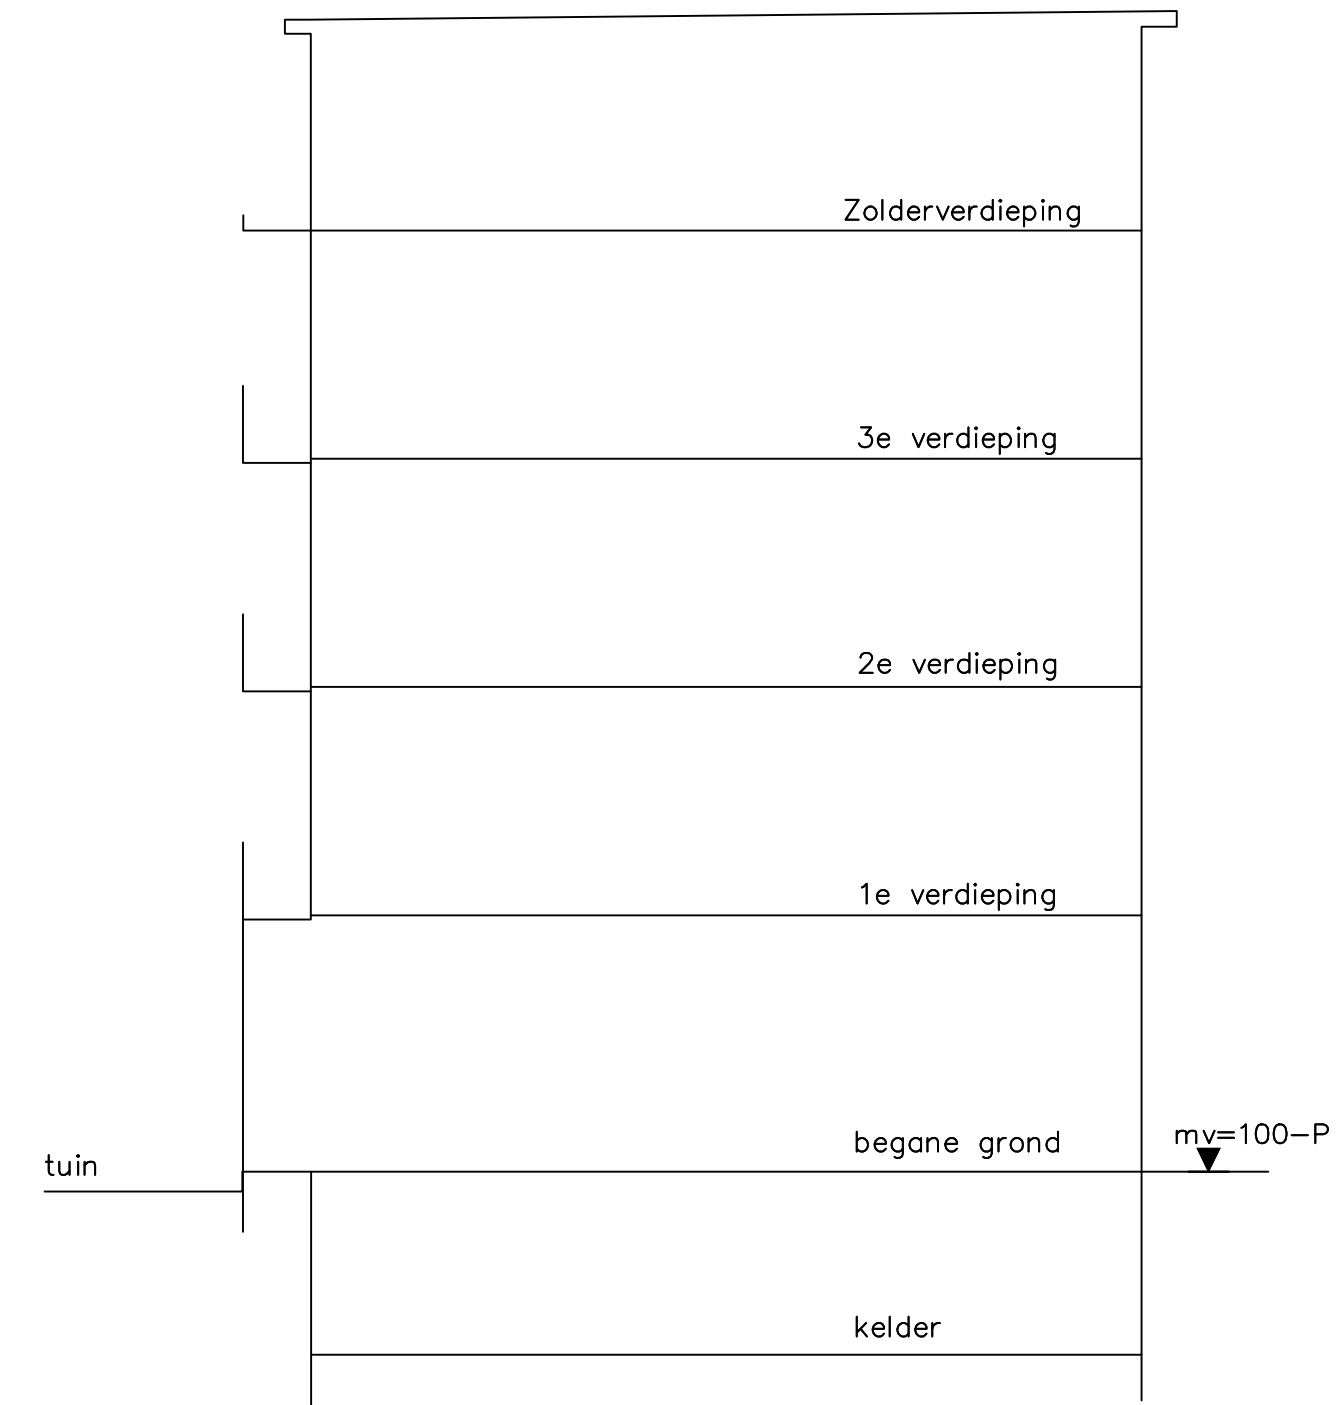 Zolderverdieping
3e verdieping
2e verdieping
1e verdieping
begane grond
mv=100-P
tuin
kelder